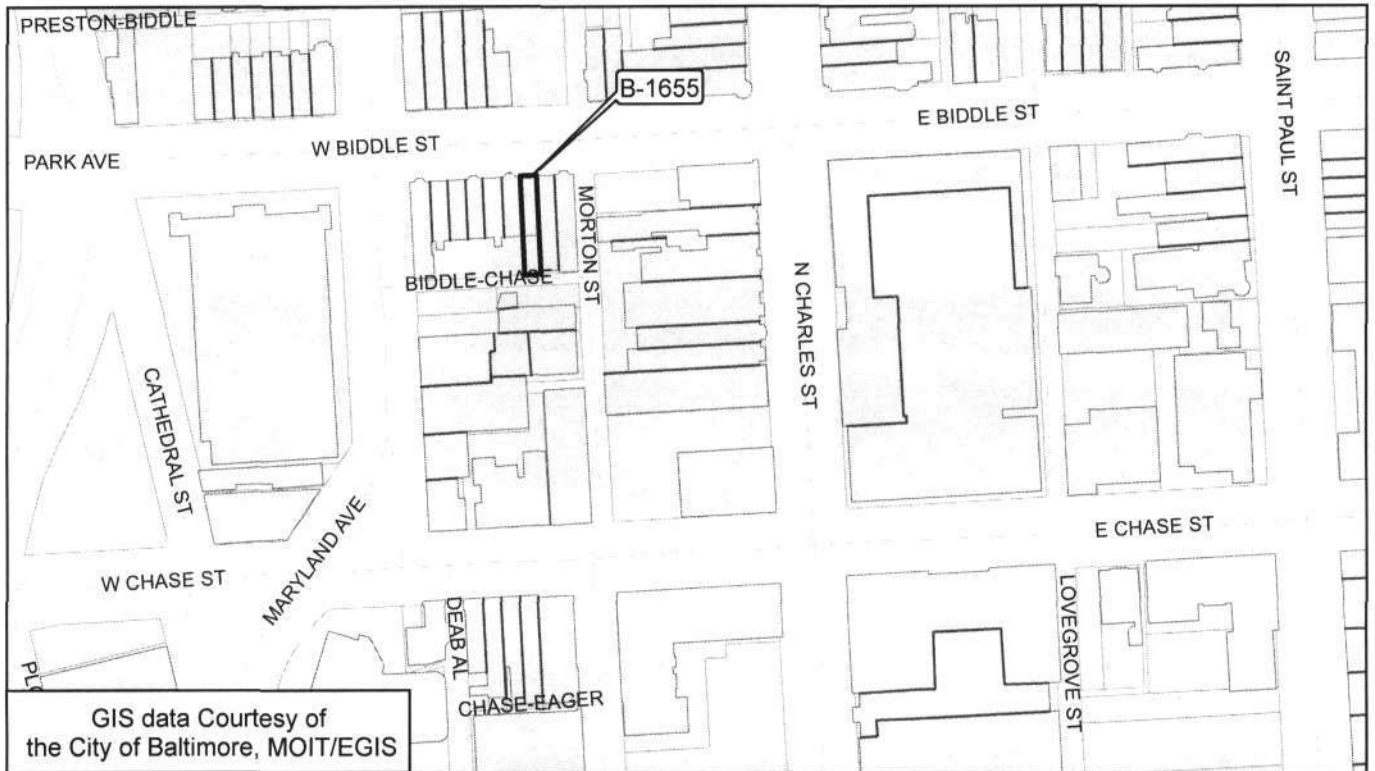 PRESTON-BIDDLE
B-1655
SAINT PAUL ST
E BIDDLE ST
W BIDDLE ST
PARK AVE
MORTON ST
BIDDLE-CHASE
N CHARLES ST
CATHEDRAL ST
MARYLAND AVE
E CHASE ST
W CHASE ST
DEAB AL
LOVEGROVE ST
CHASE-EAGER
GIS data Courtesy of
the City of Baltimore, MOIT/EGIS